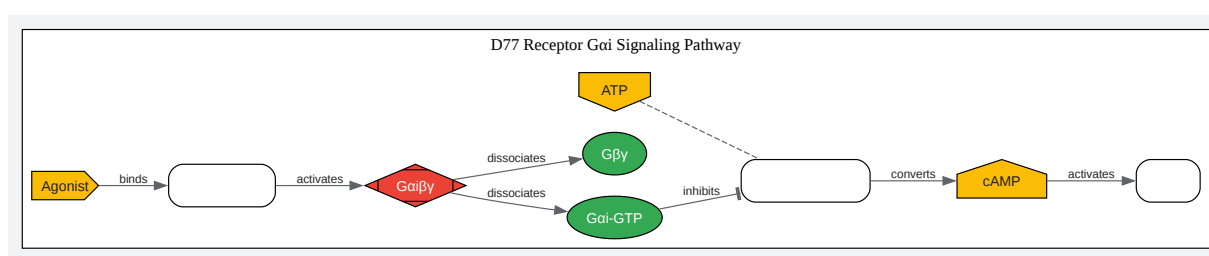 D77 Receptor Gαi Signaling Pathway
ATP
Gβγ
dissociates
Agonist
binds
activates
Gαiβγ
dissociates
Gαi-GTP
inhibits
converts
cAMP
activates